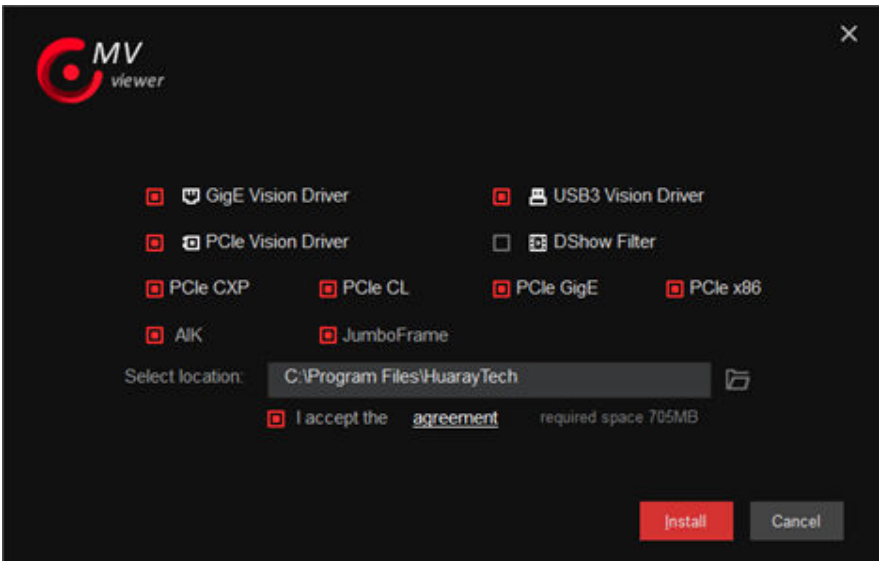 MV
viewer
GigE Vision Driver
USB3 Vision Driver
PCIe Vision Driver
DShow Filter
PCIe CXP
PCIe CL
PCIe GigE
PCIe x86
AIK
JumboFrame
Select location:
C:\Program Files\HuarayTech
I accept the agreement
required space 705MB
Install
Cancel